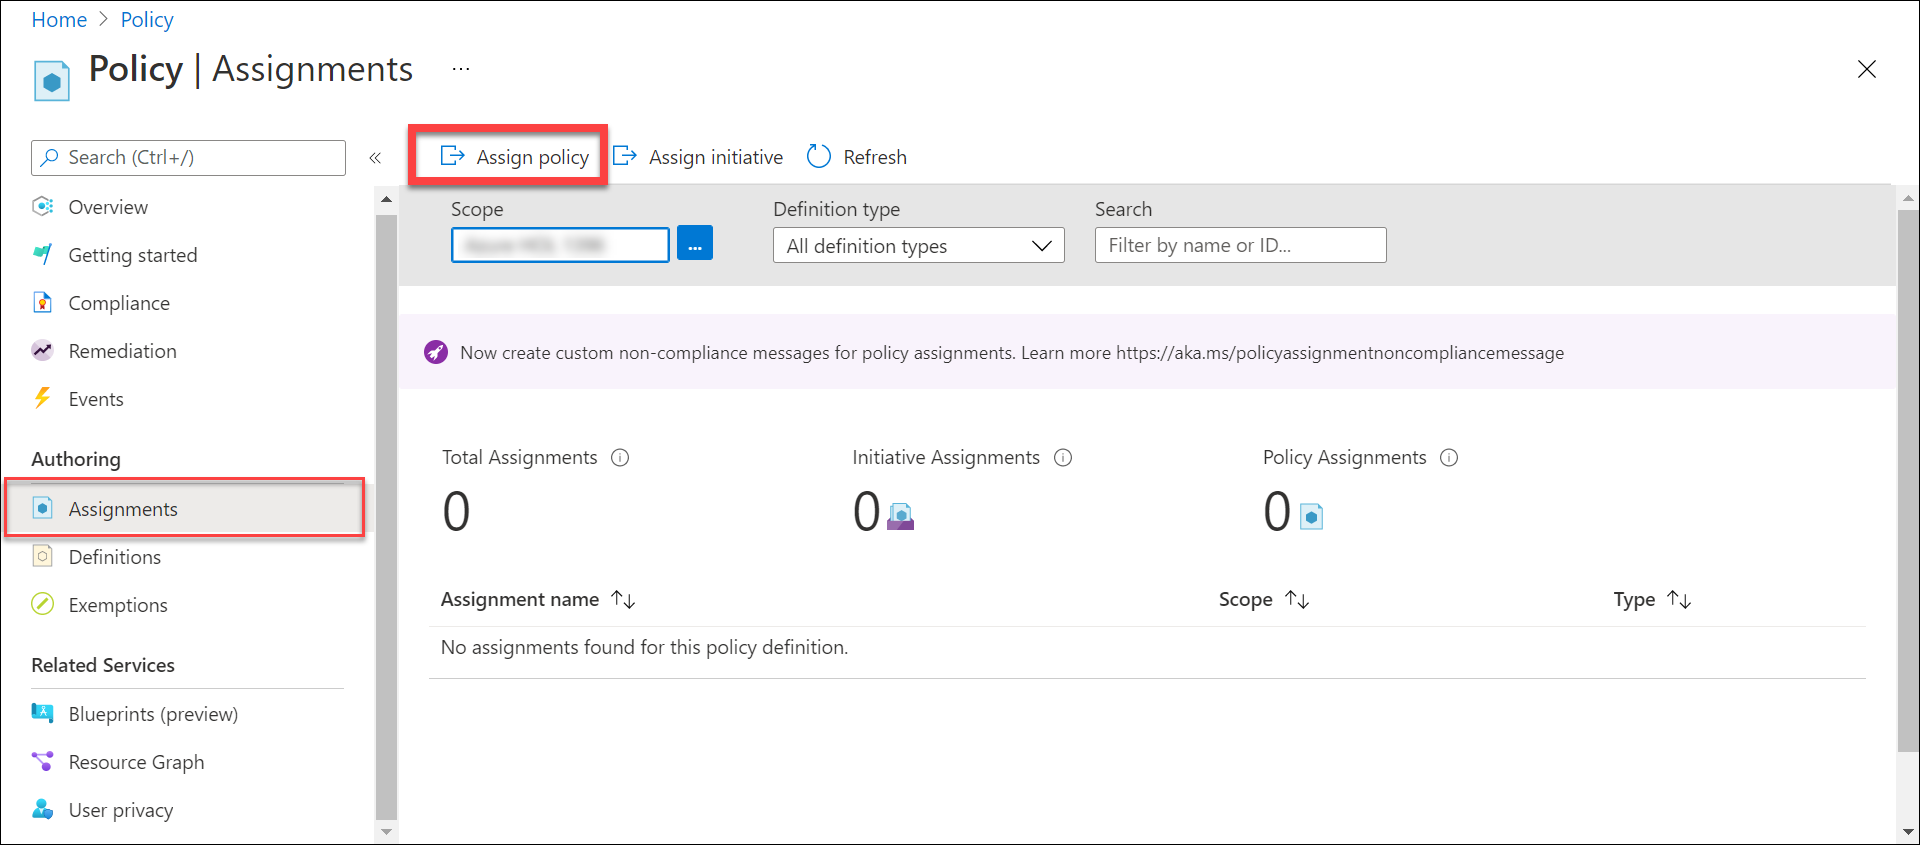 Home > Policy
Policy | Assignments ...
Search (Ctrl+/)
«
Overview
Getting started
Compliance
Remediation
Events
Authoring
Assignments
Definitions
Exemptions
Related Services
Blueprints (preview)
Resource Graph
User privacy
Assign policy Assign initiative Refresh
Scope Definition type Search
... All definition types Filter by name or ID...
Now create custom non-compliance messages for policy assignments. Learn more https://aka.ms/policyassignmentnoncompliancemessage
Total Assignments Initiative Assignments Policy Assignments
0 0 0
Assignment name ↑↓ Scope ↑↓ Type ↑↓
No assignments found for this policy definition.